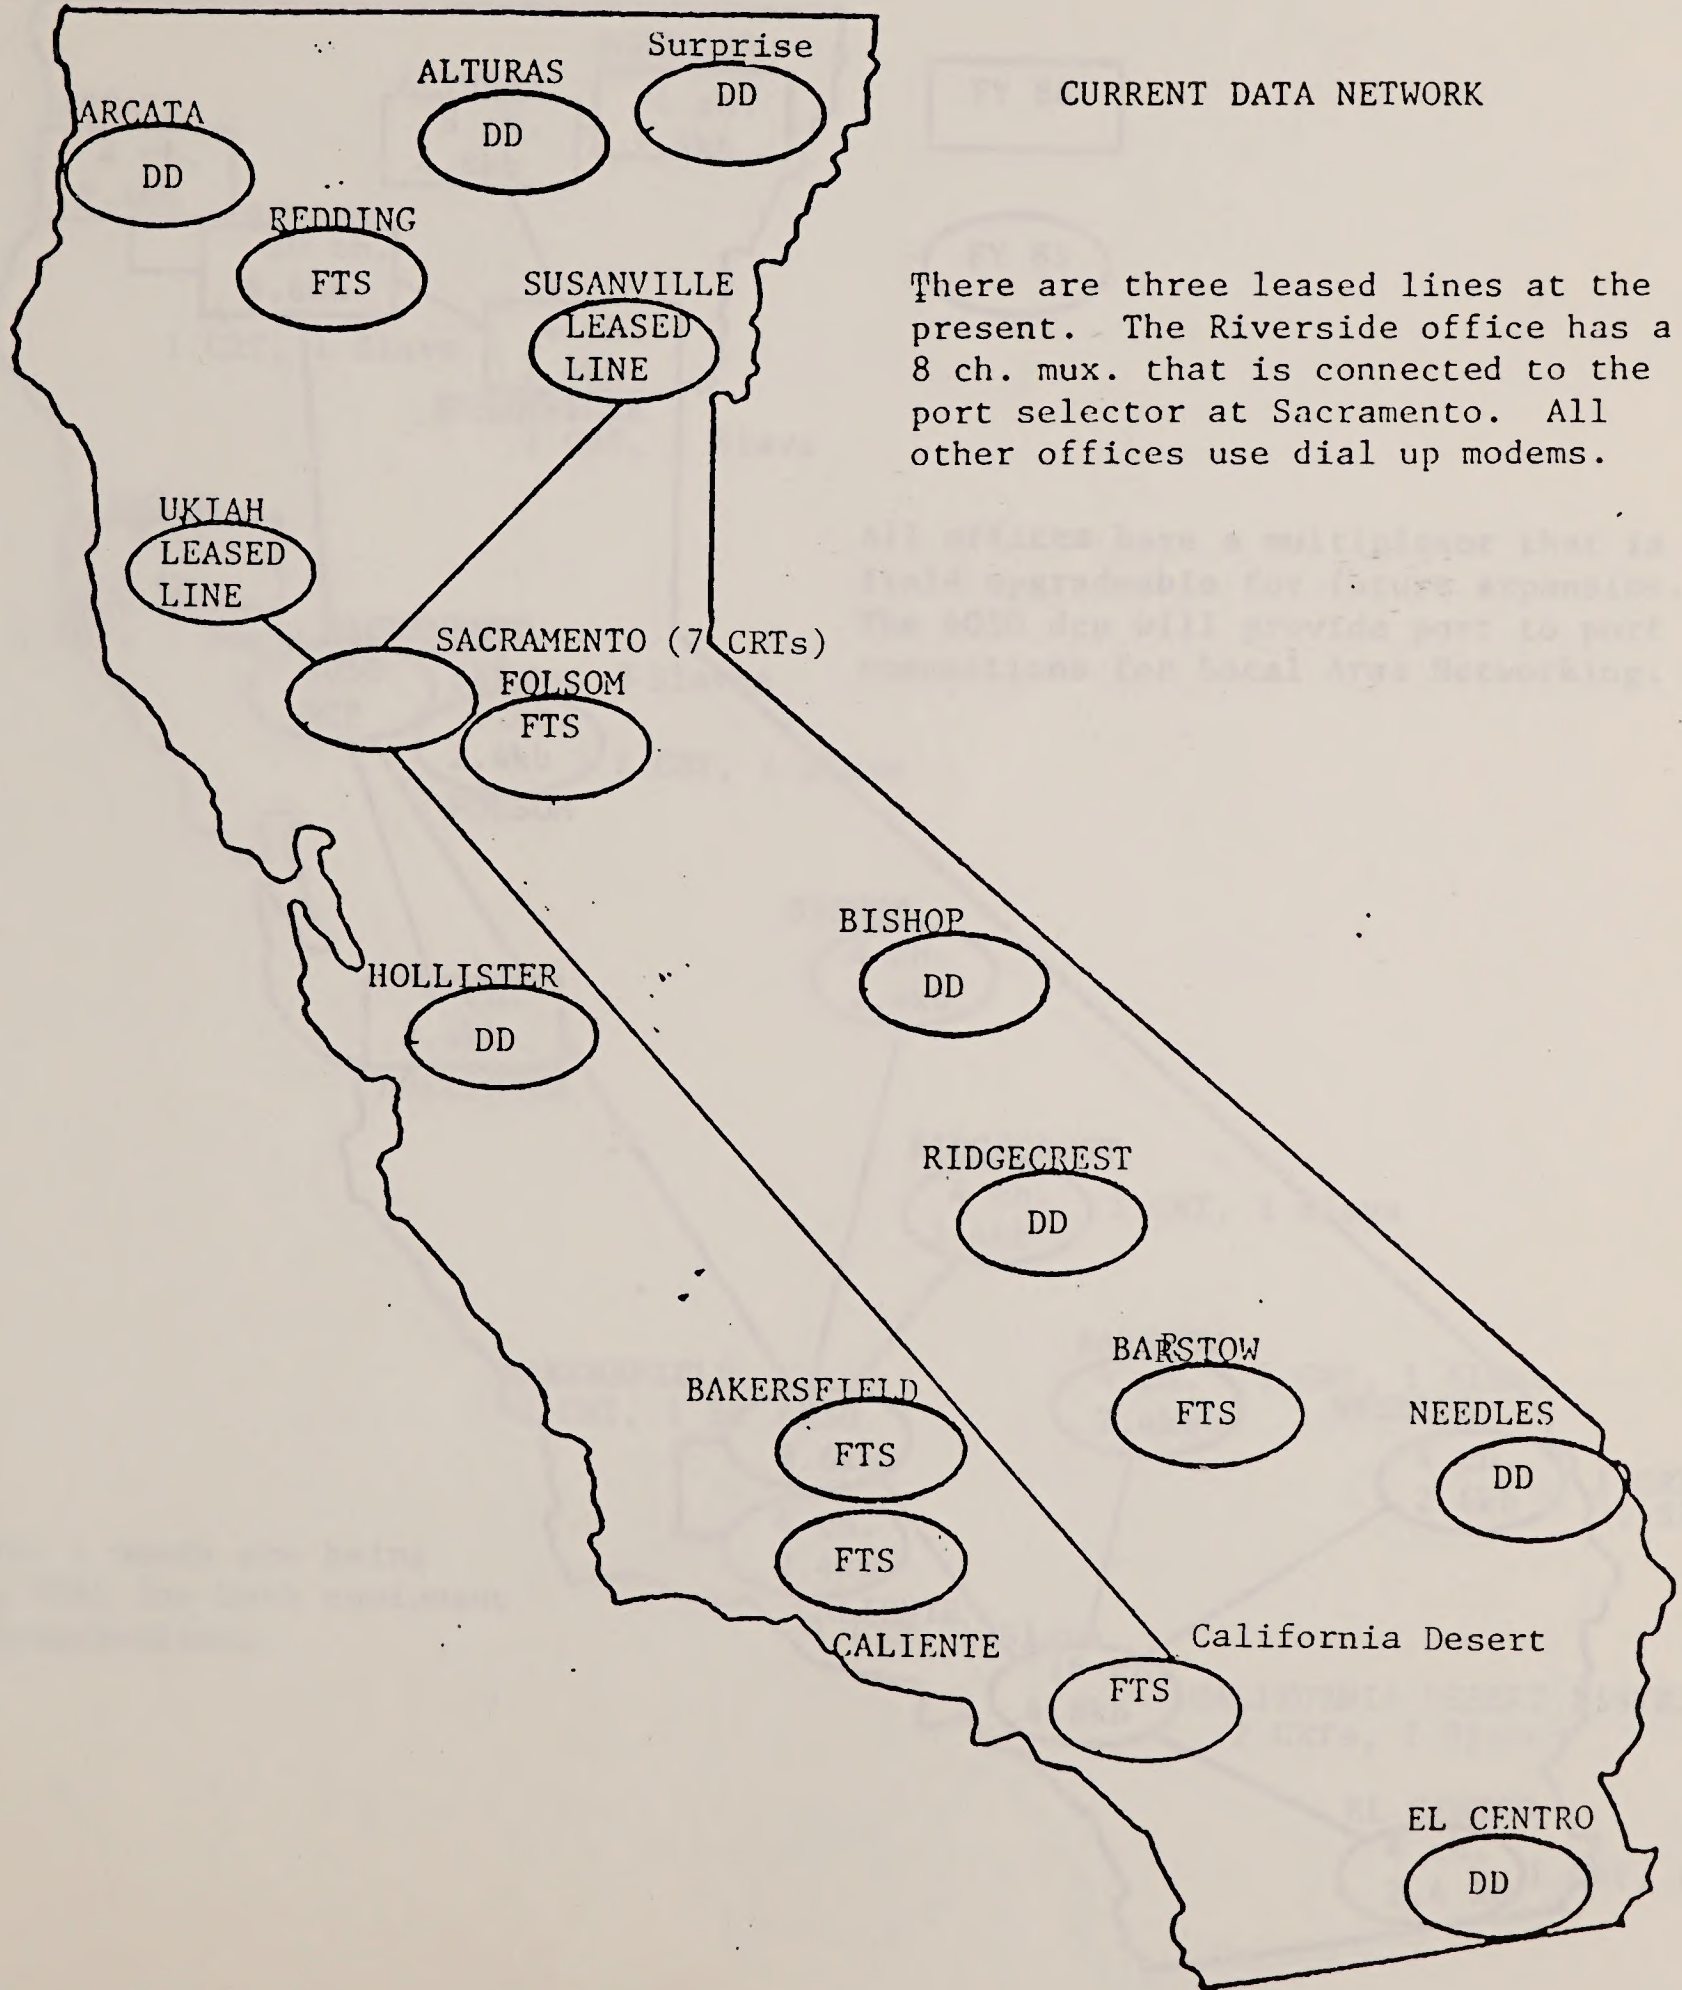 CURRENT DATA NETWORK
Surprise
DD
ALTURAS
DD
ARCATA
DD
REDDING
FTS
SUSANVILLE
LEASED
LINE
There are three leased lines at the
present. The Riverside office has a
8 ch. mux. that is connected to the
port selector at Sacramento. All
other offices use dial up modems.
UKIAH
LEASED
LINE
SACRAMENTO (7 CRTs)
FOLSOM
FTS
BISHOP
DD
HOLLISTER
DD
RIDGECREST
DD
BARSTOW
FTS
BAKERSFIELD
FTS
NEEDLES
DD
FTS
CALIENTE
California Desert
FTS
EL CENTRO
DD